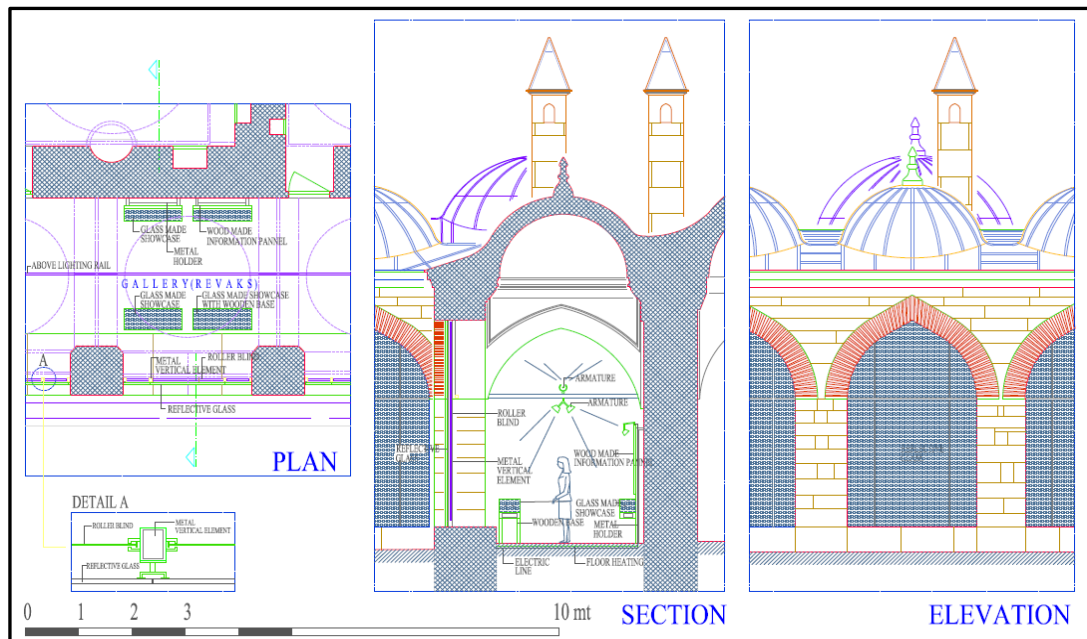 GLASS MADE
SHOWCASE
WOOD MADE
INFORMATION PANNEL
METAL
HOLDER
ABOVE LIGHTING RAIL
GALLERY(REVAKS)
GLASS MADE
SHOWCASE
GLASS MADE SHOWCASE
WITH WOODEN BASE
A
METAL
VERTICAL ELEMENT
ROLLER BLIND
REFLECTIVE GLASS
PLAN
DETAIL A
ROLLER BLIND
METAL
VERTICAL ELEMENT
REFLECTIVE GLASS
ARMATURE
ARMATURE
ROLLER
BLIND
REFLECTIVE
GLASS
METAL
VERTICAL
ELEMENT
WOOD MADE
INFORMATION PANNEL
GLASS MADE
SHOWCASE
WOODEN BASE
METAL
HOLDER
ELECTRIC
LINE
FLOOR HEATING
SECTION
ELEVATION
0 1 2 3 10 mt